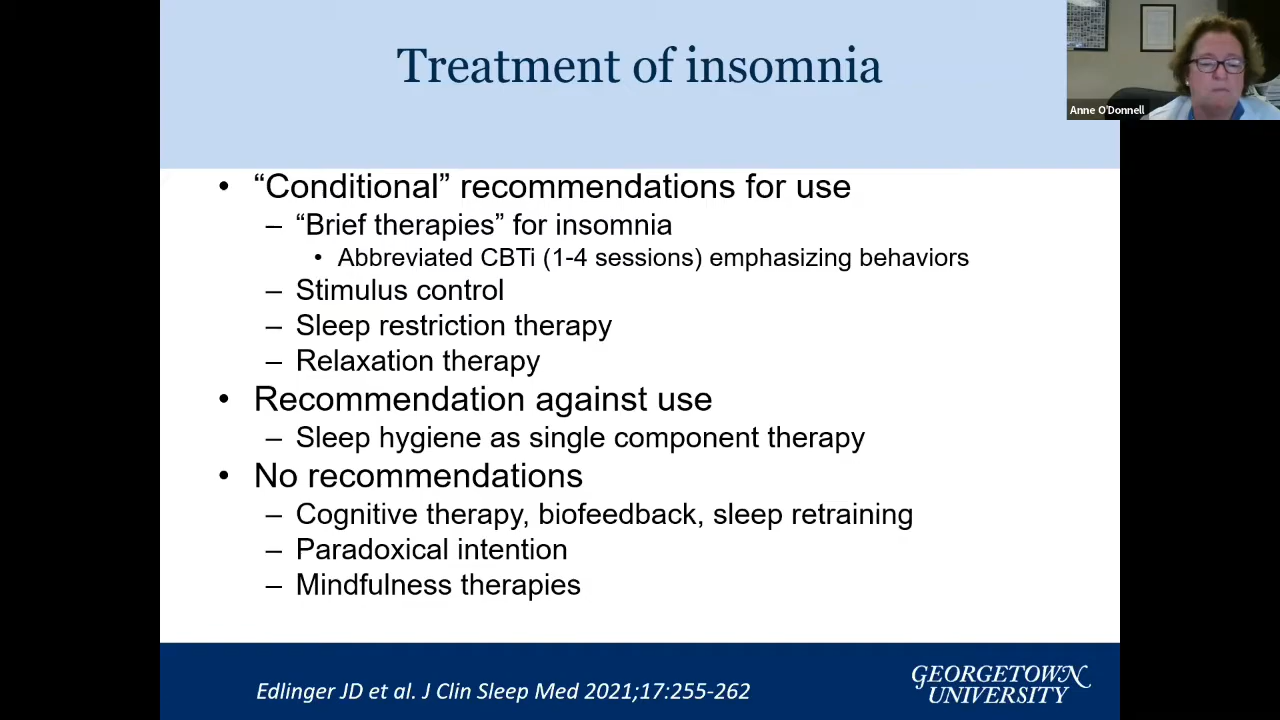 Treatment of insomnia
Anne O'Donnell
• “Conditional” recommendations for use
– “Brief therapies” for insomnia
• Abbreviated CBTi (1-4 sessions) emphasizing behaviors
– Stimulus control
– Sleep restriction therapy
– Relaxation therapy
• Recommendation against use
– Sleep hygiene as single component therapy
• No recommendations
– Cognitive therapy, biofeedback, sleep retraining
– Paradoxical intention
– Mindfulness therapies
Edlinger JD et al. J Clin Sleep Med 2021;17:255-262
GEORGETOWN
UNIVERSITY